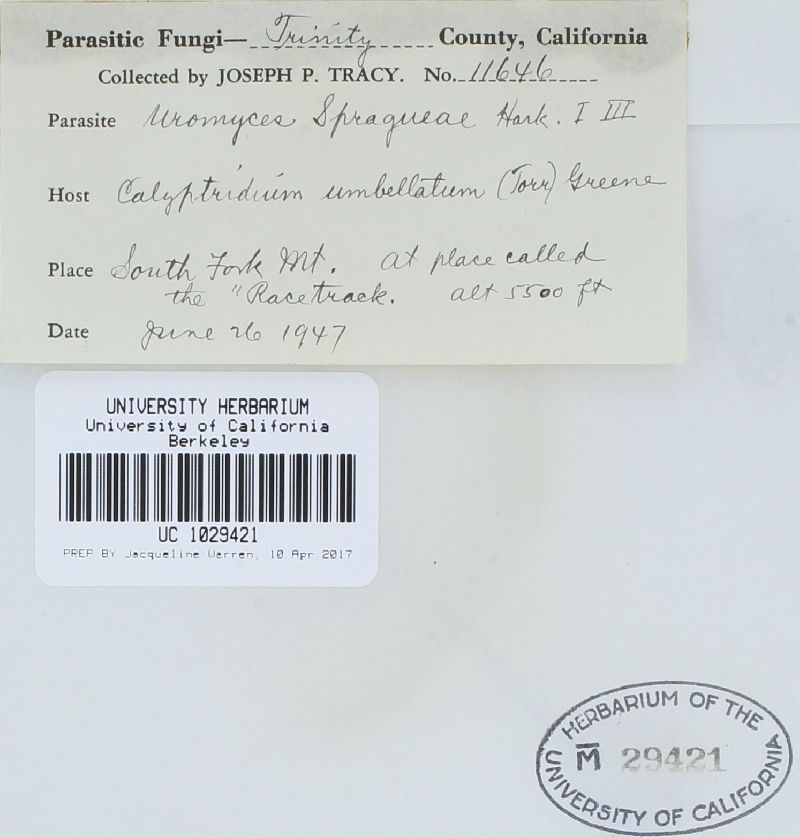 Parasitic Fungi— Trinity County, California
Collected by JOSEPH P. TRACY. No. 11646
Parasite Uromyces Spragueae Hark. I III
Host Calyptridium umbellatum (Torr) Greene
Place South Fork Mt. at place called
the "Racetrack. alt 5500 ft
Date June 26 1947
UNIVERSITY HERBARIUM
University of California
Berkeley
UC 1029421
PREP BY Jacqueline Warren, 10 Apr 2017
HERBARIUM OF THE
M̅ 29421
UNIVERSITY OF CALIFORNIA